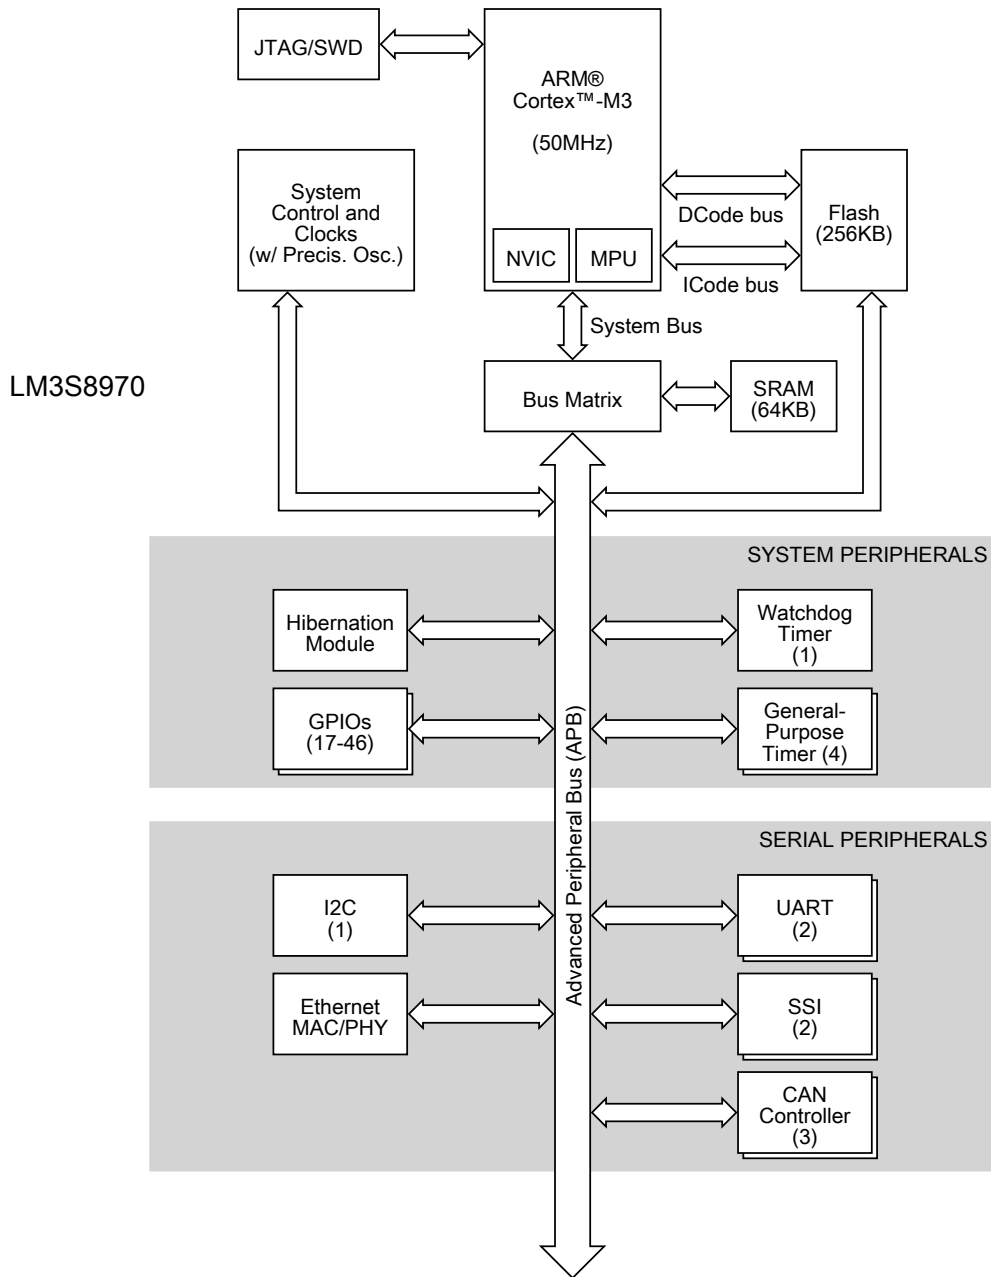 JTAG/SWD
ARM®
Cortex™-M3
(50MHz)
System
Control and
Clocks
(w/ Precis. Osc.)
NVIC
MPU
DCode bus
ICode bus
Flash
(256KB)
System Bus
LM3S8970
Bus Matrix
SRAM
(64KB)
SYSTEM PERIPHERALS
Hibernation
Module
Watchdog
Timer
(1)
GPIOs
(17-46)
General-
Purpose
Timer (4)
Advanced Peripheral Bus (APB)
SERIAL PERIPHERALS
I2C
(1)
UART
(2)
Ethernet
MAC/PHY
SSI
(2)
CAN
Controller
(3)